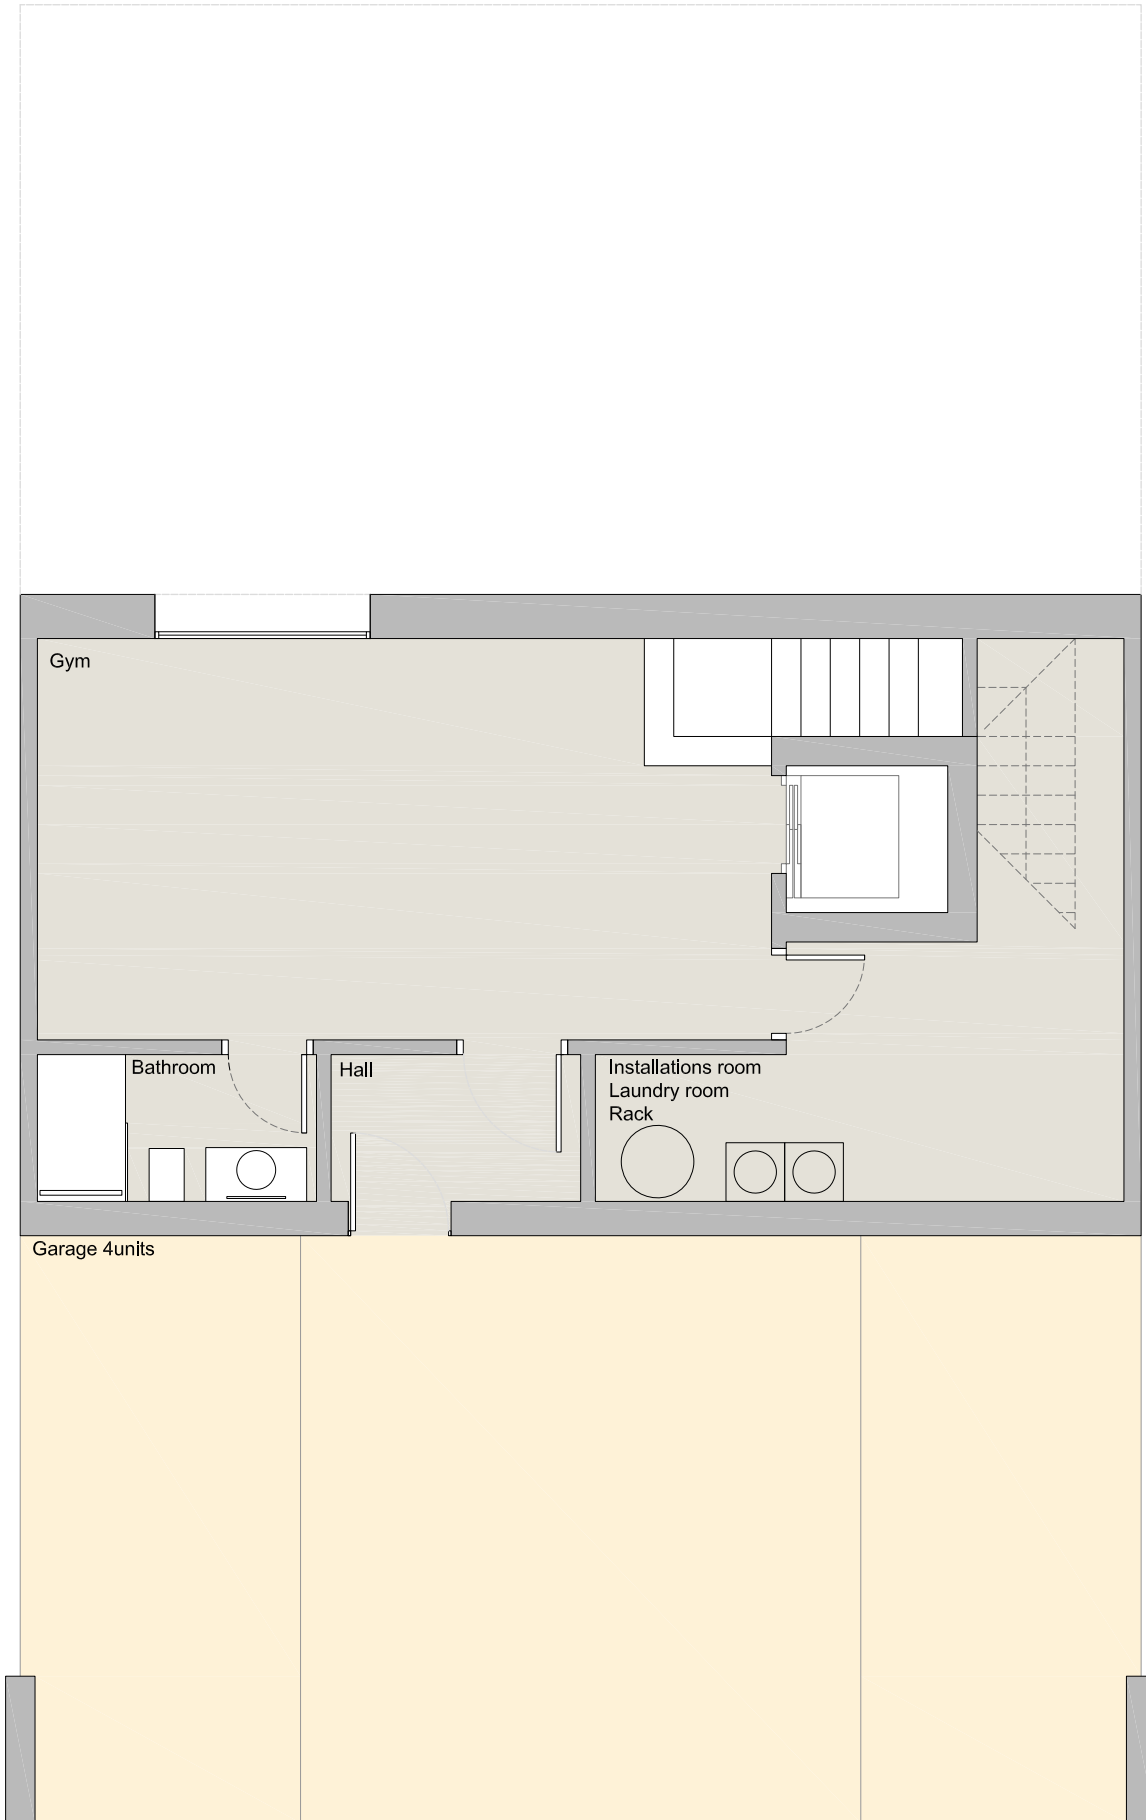 Gym
Bathroom
Hall
Installations room
Laundry room
Rack
Garage 4units